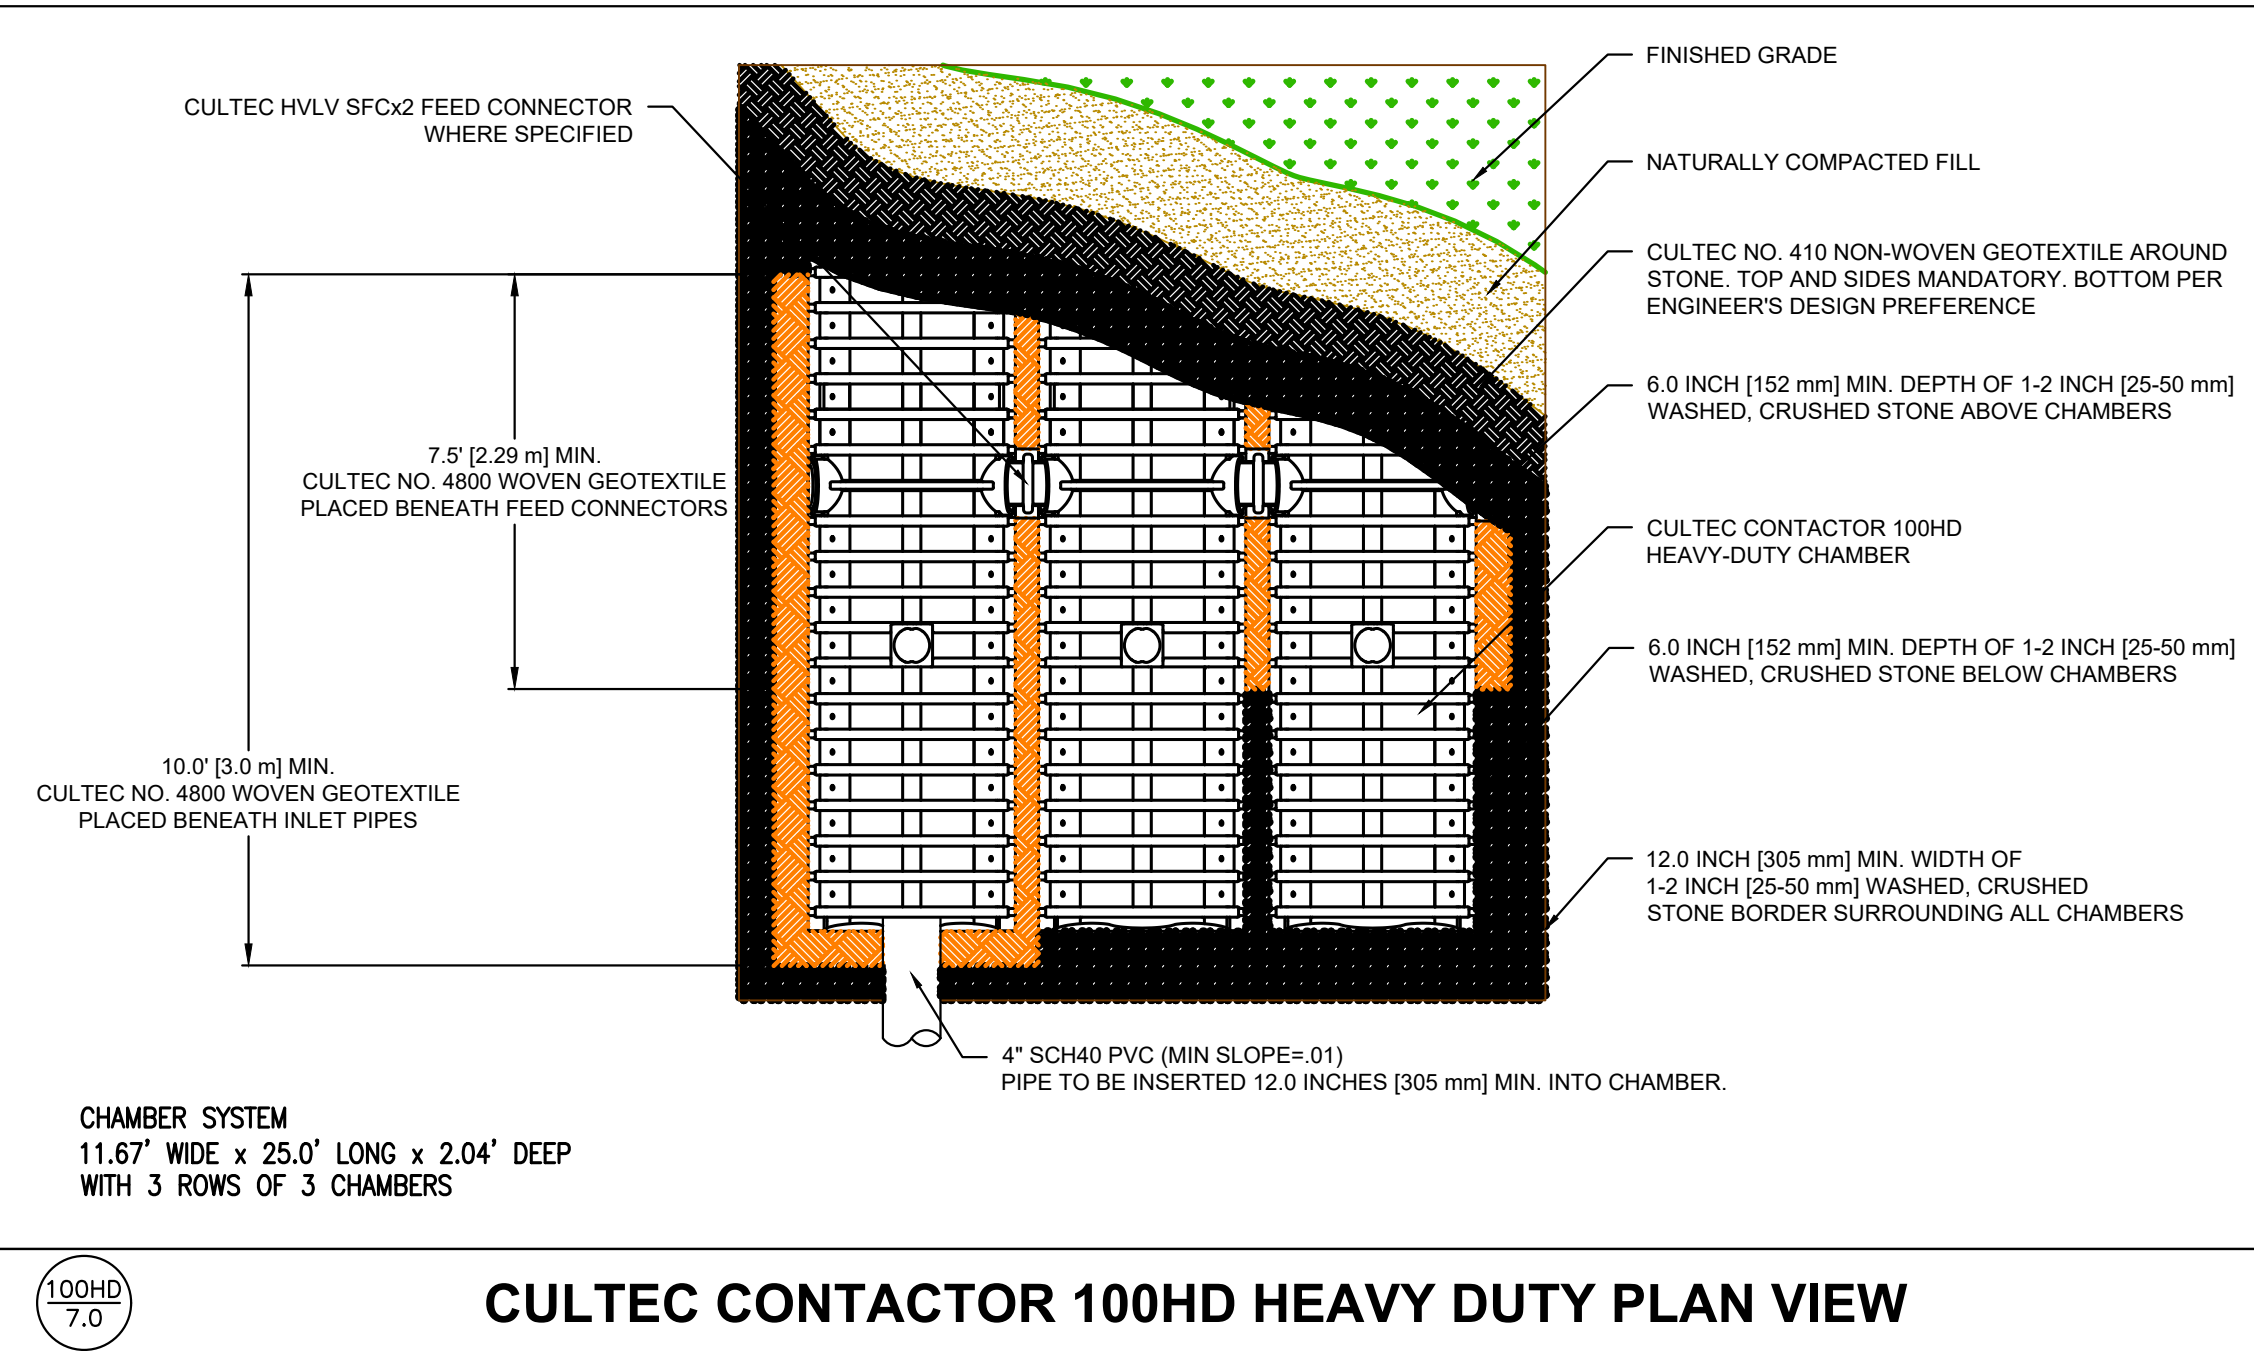 CULTEC HVLV SFCx2 FEED CONNECTOR
WHERE SPECIFIED
7.5' [2.29 m] MIN.
CULTEC NO. 4800 WOVEN GEOTEXTILE
PLACED BENEATH FEED CONNECTORS
10.0' [3.0 m] MIN.
CULTEC NO. 4800 WOVEN GEOTEXTILE
PLACED BENEATH INLET PIPES
FINISHED GRADE
NATURALLY COMPACTED FILL
CULTEC NO. 410 NON-WOVEN GEOTEXTILE AROUND
STONE. TOP AND SIDES MANDATORY. BOTTOM PER
ENGINEER'S DESIGN PREFERENCE
6.0 INCH [152 mm] MIN. DEPTH OF 1-2 INCH [25-50 mm]
WASHED, CRUSHED STONE ABOVE CHAMBERS
CULTEC CONTACTOR 100HD
HEAVY-DUTY CHAMBER
6.0 INCH [152 mm] MIN. DEPTH OF 1-2 INCH [25-50 mm]
WASHED, CRUSHED STONE BELOW CHAMBERS
12.0 INCH [305 mm] MIN. WIDTH OF
1-2 INCH [25-50 mm] WASHED, CRUSHED
STONE BORDER SURROUNDING ALL CHAMBERS
4" SCH40 PVC (MIN SLOPE=.01)
PIPE TO BE INSERTED 12.0 INCHES [305 mm] MIN. INTO CHAMBER.
CHAMBER SYSTEM
11.67' WIDE x 25.0' LONG x 2.04' DEEP
WITH 3 ROWS OF 3 CHAMBERS
100HD
7.0
CULTEC CONTACTOR 100HD HEAVY DUTY PLAN VIEW